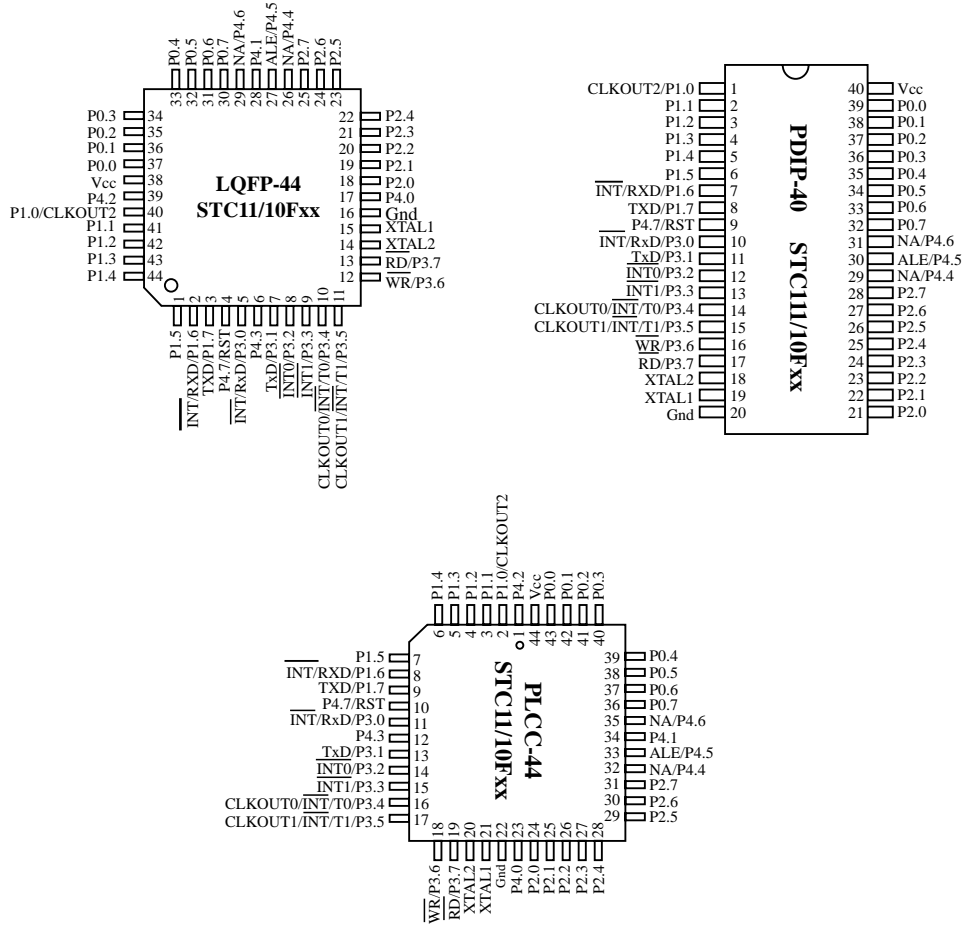 P0.4
P0.5
P0.6
P0.7
NA/P4.6
P4.1
ALE/P4.5
NA/P4.4
P2.7
P2.6
P2.5
33
32
31
30
29
28
27
26
25
24
23
P0.3 34
P0.2 35
P0.1 36
P0.0 37
Vcc 38
P4.2 39
P1.0/CLKOUT2 40
P1.1 41
P1.2 42
P1.3 43
P1.4 44
LQFP-44
STC11/10Fxx
22 P2.4
21 P2.3
20 P2.2
19 P2.1
18 P2.0
17 P4.0
16 Gnd
15 XTAL1
14 XTAL2
13 RD/P3.7
12 WR/P3.6
1
2
3
4
5
6
7
8
9
10
11
P1.5
INT/RXD/P1.6
TXD/P1.7
P4.7/RST
INT/RxD/P3.0
P4.3
TxD/P3.1
INT0/P3.2
INT1/P3.3
CLKOUT0/INT/T0/P3.4
CLKOUT1/INT/T1/P3.5
CLKOUT2/P1.0 1
P1.1 2
P1.2 3
P1.3 4
P1.4 5
P1.5 6
INT/RXD/P1.6 7
TXD/P1.7 8
P4.7/RST 9
INT/RxD/P3.0 10
TxD/P3.1 11
INT0/P3.2 12
INT1/P3.3 13
CLKOUT0/INT/T0/P3.4 14
CLKOUT1/INT/T1/P3.5 15
WR/P3.6 16
RD/P3.7 17
XTAL2 18
XTAL1 19
Gnd 20
PDIP-40 STC111/10Fxx
40 Vcc
39 P0.0
38 P0.1
37 P0.2
36 P0.3
35 P0.4
34 P0.5
33 P0.6
32 P0.7
31 NA/P4.6
30 ALE/P4.5
29 NA/P4.4
28 P2.7
27 P2.6
26 P2.5
25 P2.4
24 P2.3
23 P2.2
22 P2.1
21 P2.0
P1.4
P1.3
P1.2
P1.1
P1.0/CLKOUT2
P4.2
Vcc
P0.0
P0.1
P0.2
P0.3
6
5
4
3
2
1
44
43
42
41
40
P1.5 7
INT/RXD/P1.6 8
TXD/P1.7 9
P4.7/RST 10
INT/RxD/P3.0 11
P4.3 12
TxD/P3.1 13
INT0/P3.2 14
INT1/P3.3 15
CLKOUT0/INT/T0/P3.4 16
CLKOUT1/INT/T1/P3.5 17
PLCC-44
STC11/10Fxx
39 P0.4
38 P0.5
37 P0.6
36 P0.7
35 NA/P4.6
34 P4.1
33 ALE/P4.5
32 NA/P4.4
31 P2.7
30 P2.6
29 P2.5
18
19
20
21
22
23
24
25
26
27
28
WR/P3.6
RD/P3.7
XTAL2
XTAL1
Gnd
P4.0
P2.0
P2.1
P2.2
P2.3
P2.4